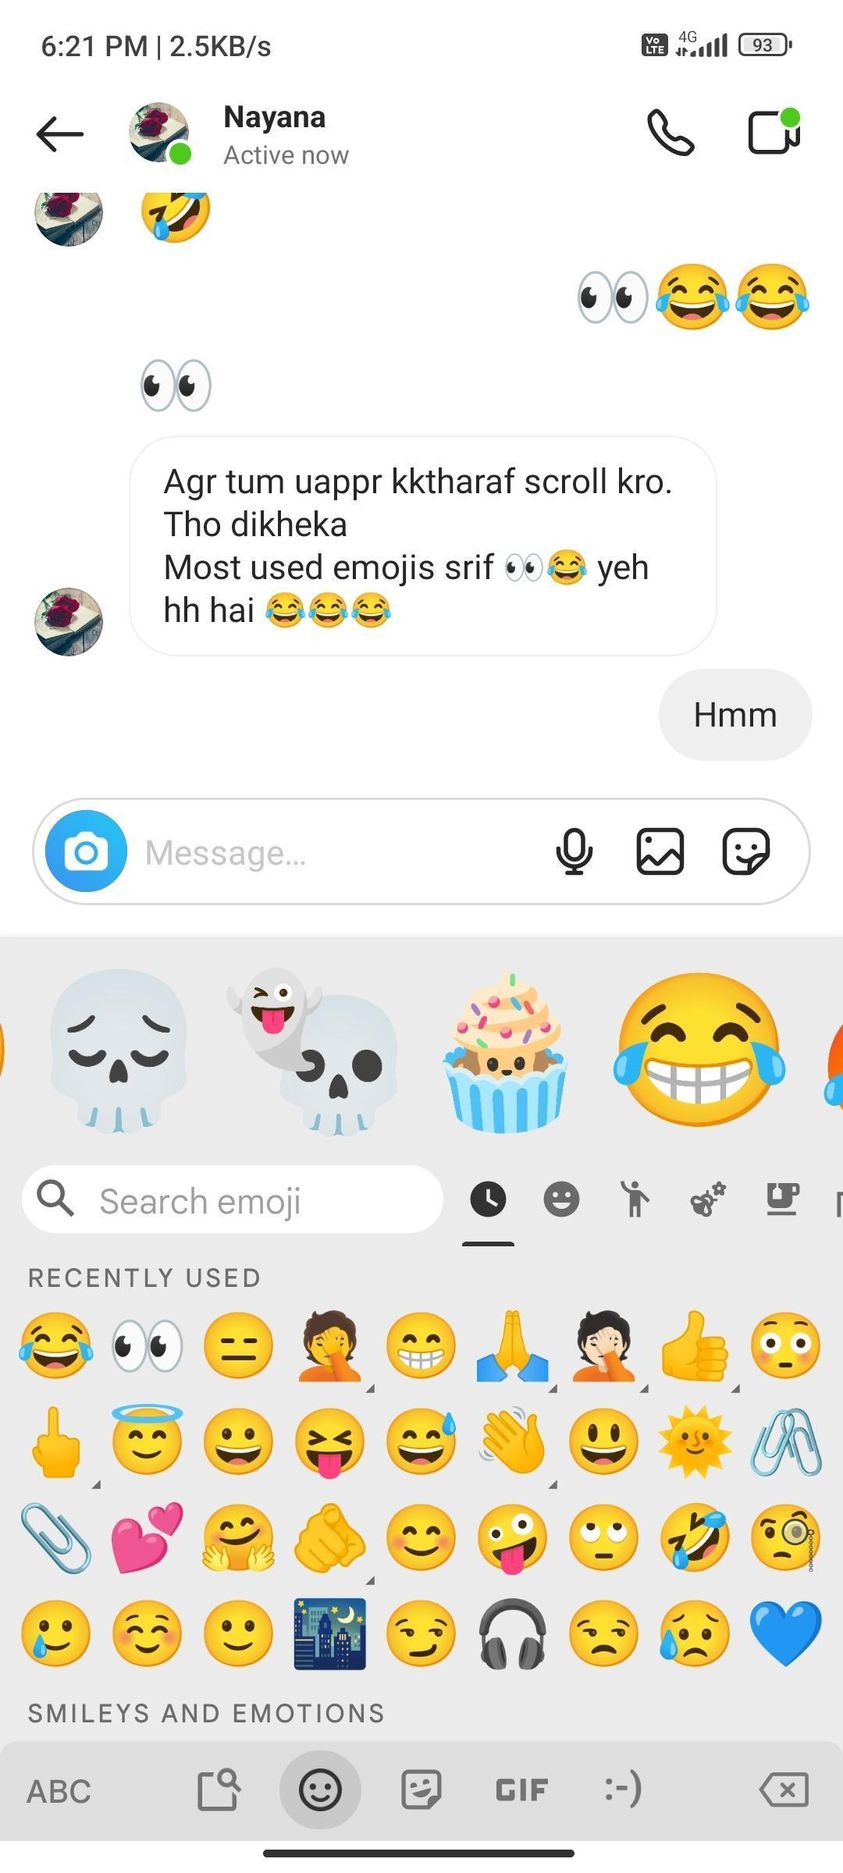 6:21 PM | 2.5KB/s
Vo LTE 4G 93
Nayana
Active now
Agr tum uappr kktharaf scroll kro.
Tho dikheka
Most used emojis srif 👀😂 yeh
hh hai 😂😂😂
Hmm
Message...
Search emoji
RECENTLY USED
SMILEYS AND EMOTIONS
ABC GIF :-)